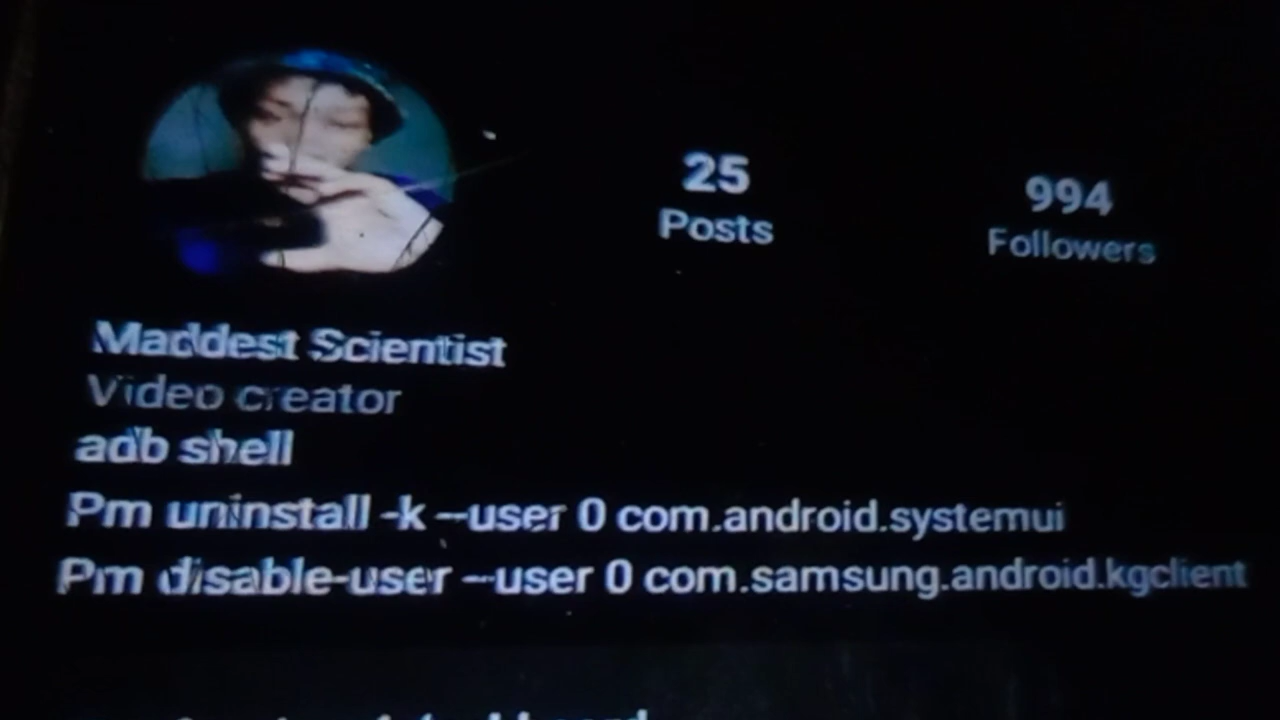 25
Posts
994
Followers
Maddest Scientist
Video creator
adb shell
Pm uninstall -k --user 0 com.android.systemui
Pm disable-user --user 0 com.samsung.android.kgclient